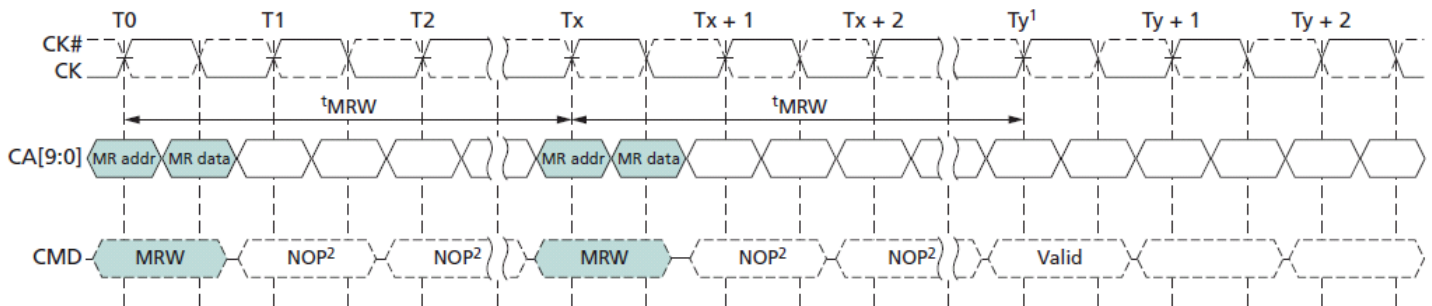 T0 T1 T2 Tx Tx + 1 Tx + 2 Ty¹ Ty + 1 Ty + 2
CK#
CK
ᵗMRW ᵗMRW
CA[9:0] MR addr MR data MR addr MR data
CMD MRW NOP² NOP² MRW NOP² NOP² Valid